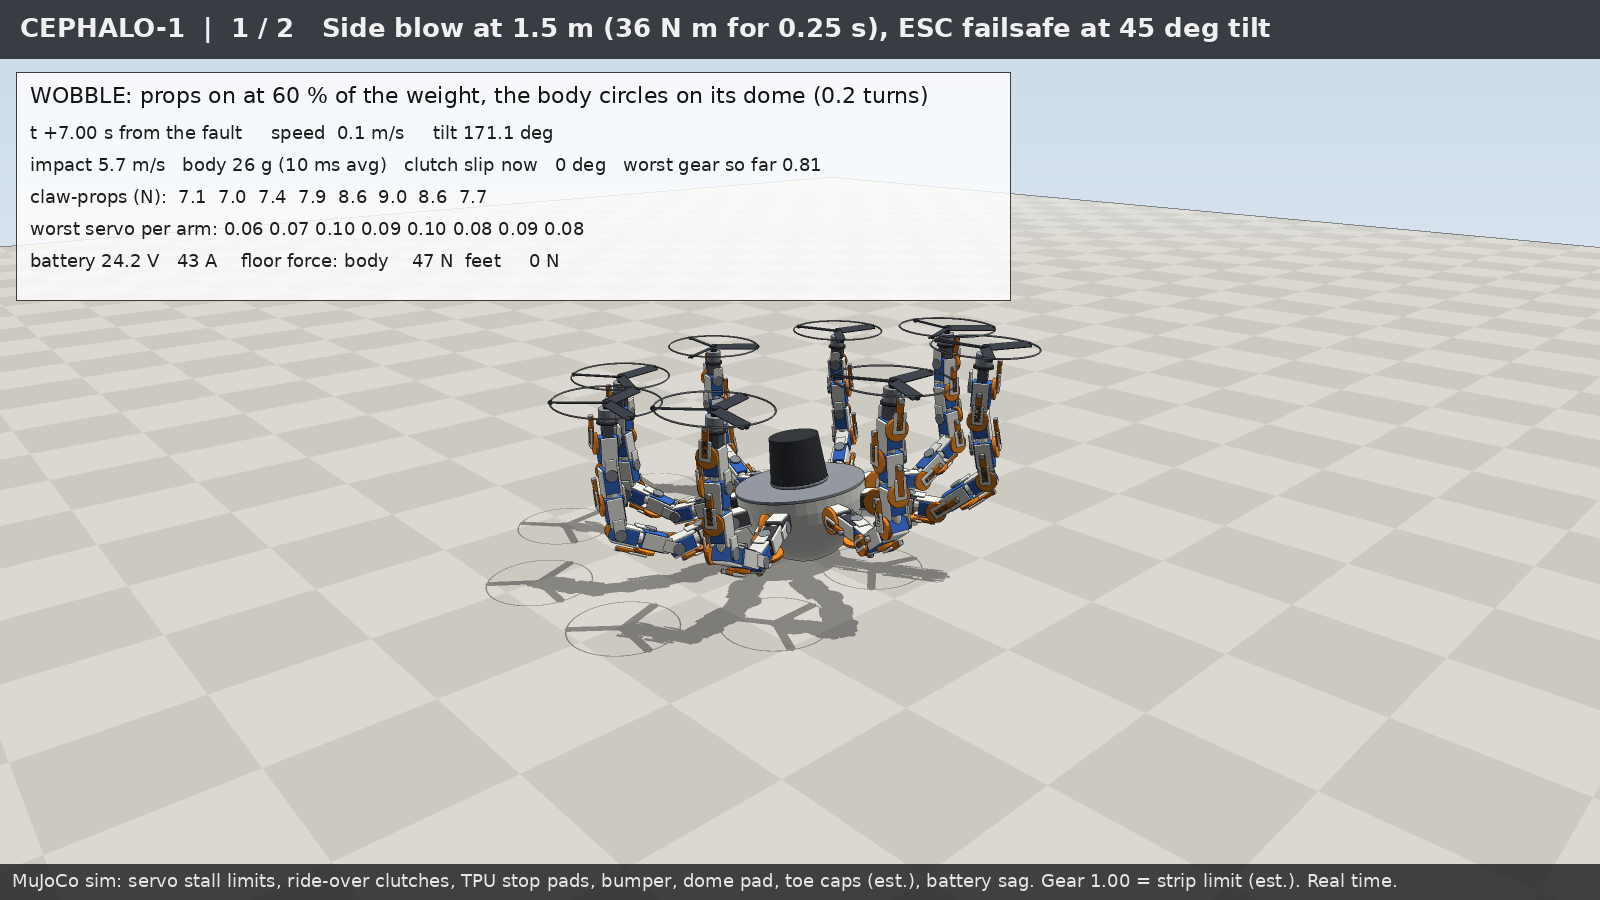 CEPHALO-1 | 1 / 2 Side blow at 1.5 m (36 N m for 0.25 s), ESC failsafe at 45 deg tilt
WOBBLE: props on at 60 % of the weight, the body circles on its dome (0.2 turns)
t +7.00 s from the fault speed 0.1 m/s tilt 171.1 deg
impact 5.7 m/s body 26 g (10 ms avg) clutch slip now 0 deg worst gear so far 0.81
claw-props (N): 7.1 7.0 7.4 7.9 8.6 9.0 8.6 7.7
worst servo per arm: 0.06 0.07 0.10 0.09 0.10 0.08 0.09 0.08
battery 24.2 V 43 A floor force: body 47 N feet 0 N
MuJoCo sim: servo stall limits, ride-over clutches, TPU stop pads, bumper, dome pad, toe caps (est.), battery sag. Gear 1.00 = strip limit (est.). Real time.